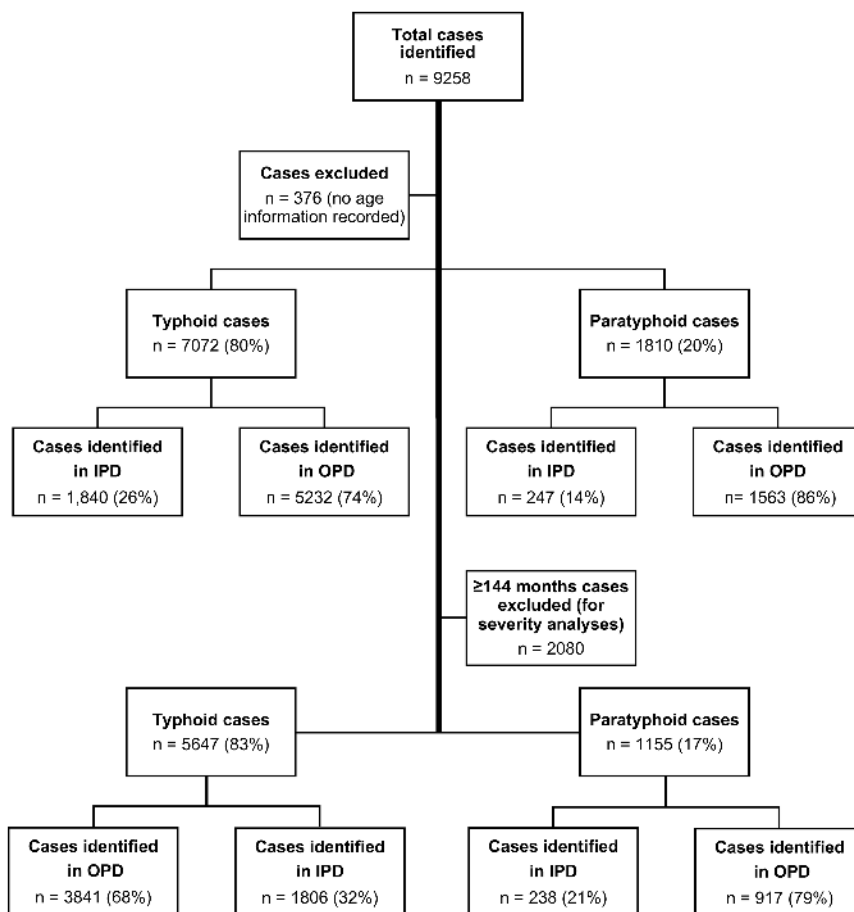 Total cases
identified
n = 9258
Cases excluded
n = 376 (no age
information recorded)
Typhoid cases
n = 7072 (80%)
Paratyphoid cases
n = 1810 (20%)
Cases identified
in IPD
n = 1,840 (26%)
Cases identified
in OPD
n = 5232 (74%)
Cases identified
in IPD
n = 247 (14%)
Cases identified
in OPD
n= 1563 (86%)
≥144 months cases
excluded (for
severity analyses)
n = 2080
Typhoid cases
n = 5647 (83%)
Paratyphoid cases
n = 1155 (17%)
Cases identified
in OPD
n = 3841 (68%)
Cases identified
in IPD
n = 1806 (32%)
Cases identified
in IPD
n = 238 (21%)
Cases identified
in OPD
n = 917 (79%)